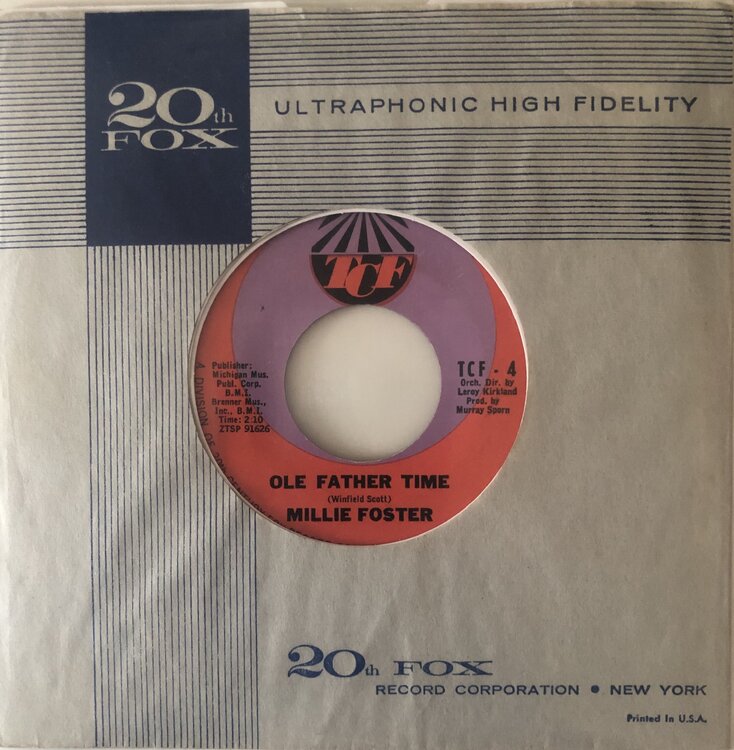 20th
FOX
ULTRAPHONIC HIGH FIDELITY
TCF
Publisher:
Michigan Mus.
Publ. Corp.
B.M.I.
Brenner Mus.,
Inc., B.M.I.
Time: 2:10
ZTSP 91626
TCF - 4
Orch. Dir. by
Leroy Kirkland
Prod. by
Murray Sporn
A DIVISION OF
OLE FATHER TIME
(Winfield Scott)
MILLIE FOSTER
20th FOX
RECORD CORPORATION • NEW YORK
Printed in U.S.A.